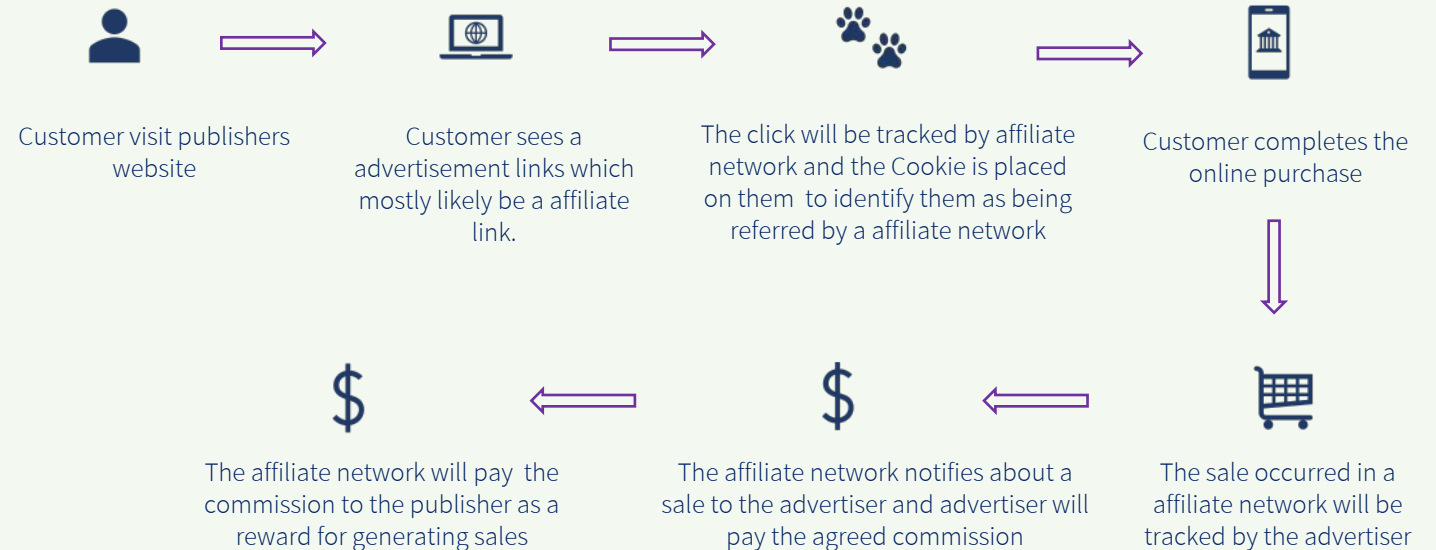 Customer visit publishers
website
Customer sees a
advertisement links which
mostly likely be a affiliate
link.
The click will be tracked by affiliate
network and the Cookie is placed
on them  to identify them as being
referred by a affiliate network
Customer completes the
online purchase
The sale occurred in a
affiliate network will be
tracked by the advertiser
The affiliate network notifies about a
sale to the advertiser and advertiser will
pay the agreed commission
The affiliate network will pay  the
commission to the publisher as a
reward for generating sales